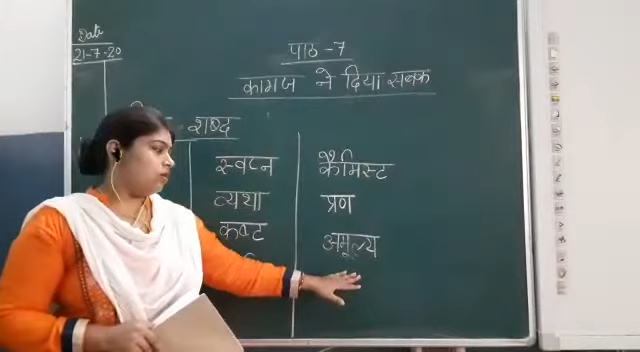 Date
21-7-20
पाठ -7
कागज ने दिया सबक
शब्द
स्वप्न कैमिस्ट
व्यथा प्रण
कष्ट अमूल्य